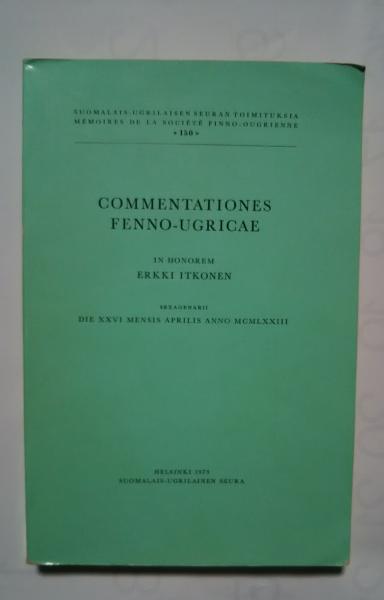 SUOMALAIS-UGRILAISEN SEURAN TOIMITUKSIA
MÉMOIRES DE LA SOCIÉTÉ FINNO-OUGRIENNE
* 150 *
COMMENTATIONES
FENNO-UGRICAE
IN HONOREM
ERKKI ITKONEN
SEXAGENARII
DIE XXVI MENSIS APRILIS ANNO MCMLXXIII
HELSINKI 1973
SUOMALAIS-UGRILAINEN SEURA